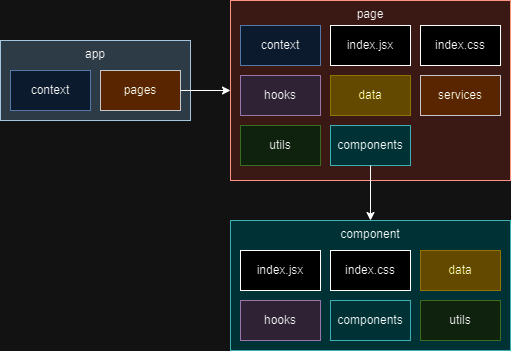 app
context
pages
page
context
index.jsx
index.css
hooks
data
services
utils
components
component
index.jsx
index.css
data
hooks
components
utils